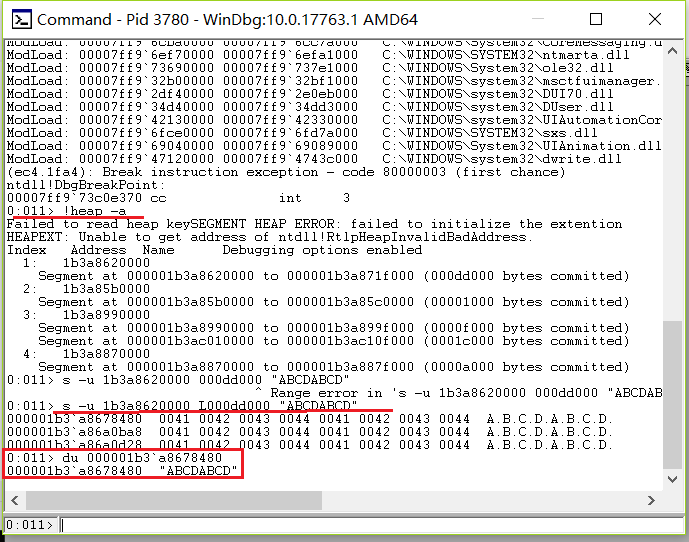 Command - Pid 3780 - WinDbg:10.0.17763.1 AMD64
ModLoad: 00007ff9`6cba0000 00007ff9`6cc7a000 C:\WINDOWS\System32\CoreMessaging.d
ModLoad: 00007ff9`6ef70000 00007ff9`6efa1000 C:\WINDOWS\SYSTEM32\ntmarta.dll
ModLoad: 00007ff9`73690000 00007ff9`737e1000 C:\WINDOWS\System32\ole32.dll
ModLoad: 00007ff9`32b00000 00007ff9`32bf1000 C:\WINDOWS\system32\msctfuimanager.
ModLoad: 00007ff9`2df40000 00007ff9`2e0eb000 C:\WINDOWS\system32\DUI70.dll
ModLoad: 00007ff9`34d40000 00007ff9`34dd3000 C:\WINDOWS\system32\DUser.dll
ModLoad: 00007ff9`42130000 00007ff9`42330000 C:\WINDOWS\system32\UIAutomationCor
ModLoad: 00007ff9`6fce0000 00007ff9`6fd7a000 C:\WINDOWS\SYSTEM32\sxs.dll
ModLoad: 00007ff9`69040000 00007ff9`69089000 C:\WINDOWS\system32\UIAnimation.dll
ModLoad: 00007ff9`47120000 00007ff9`4743c000 C:\WINDOWS\system32\dwrite.dll
(ec4.1fa4): Break instruction exception - code 80000003 (first chance)
ntdll!DbgBreakPoint:
00007ff9`73c0e370 cc int 3
0:011> !heap -a
Failed to read heap keySEGMENT HEAP ERROR: failed to initialize the extention
HEAPEXT: Unable to get address of ntdll!RtlpHeapInvalidBadAddress.
Index Address Name Debugging options enabled
1: 1b3a8620000
Segment at 000001b3a8620000 to 000001b3a871f000 (000dd000 bytes committed)
2: 1b3a85b0000
Segment at 000001b3a85b0000 to 000001b3a85c0000 (00001000 bytes committed)
3: 1b3a8990000
Segment at 000001b3a8990000 to 000001b3a899f000 (0000f000 bytes committed)
Segment at 000001b3ac010000 to 000001b3ac10f000 (0001c000 bytes committed)
4: 1b3a8870000
Segment at 000001b3a8870000 to 000001b3a887f000 (0000a000 bytes committed)
0:011> s -u 1b3a8620000 000dd000 "ABCDABCD"
^ Range error in 's -u 1b3a8620000 000dd000 "ABCDAB
0:011> s -u 1b3a8620000 L000dd000 "ABCDABCD"
000001b3`a8678480 0041 0042 0043 0044 0041 0042 0043 0044 A.B.C.D.A.B.C.D.
000001b3`a86a0ba8 0041 0042 0043 0044 0041 0042 0043 0044 A.B.C.D.A.B.C.D.
000001b3`a86a0d28 0041 0042 0043 0044 0041 0042 0043 0044 A.B.C.D.A.B.C.D.
0:011> du 000001b3`a8678480
000001b3`a8678480 "ABCDABCD"
0:011>